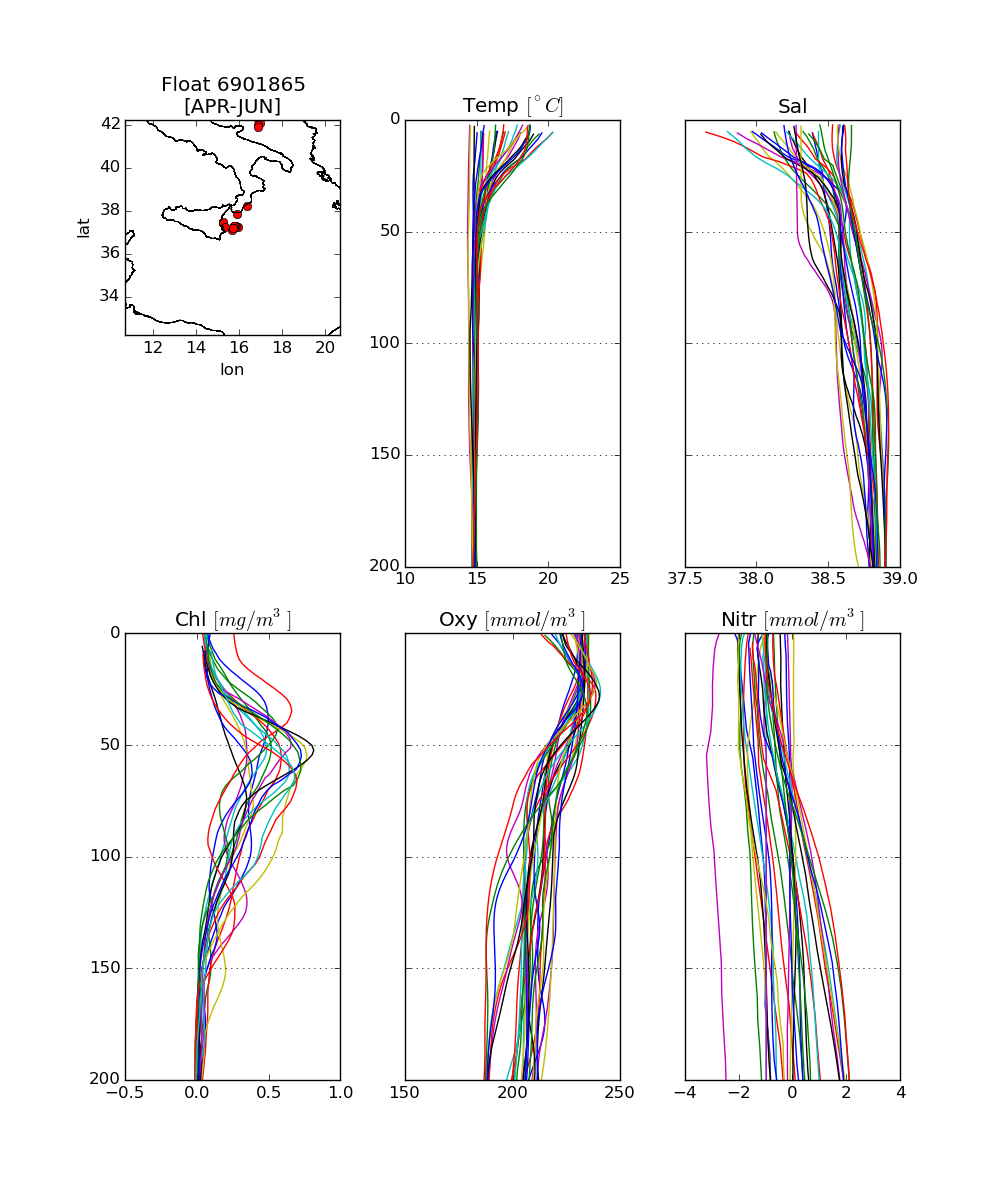 Float 6901865
[APR-JUN]
Temp [°C]
Sal
42
40
38
36
34
lat
12 14 16 18 20
lon
0
50
100
150
200
10 15 20 25
37.5 38.0 38.5 39.0
Chl [mg/m³]
Oxy [mmol/m³]
Nitr [mmol/m³]
0
50
100
150
200
−0.5 0.0 0.5 1.0
150 200 250
−4 −2 0 2 4